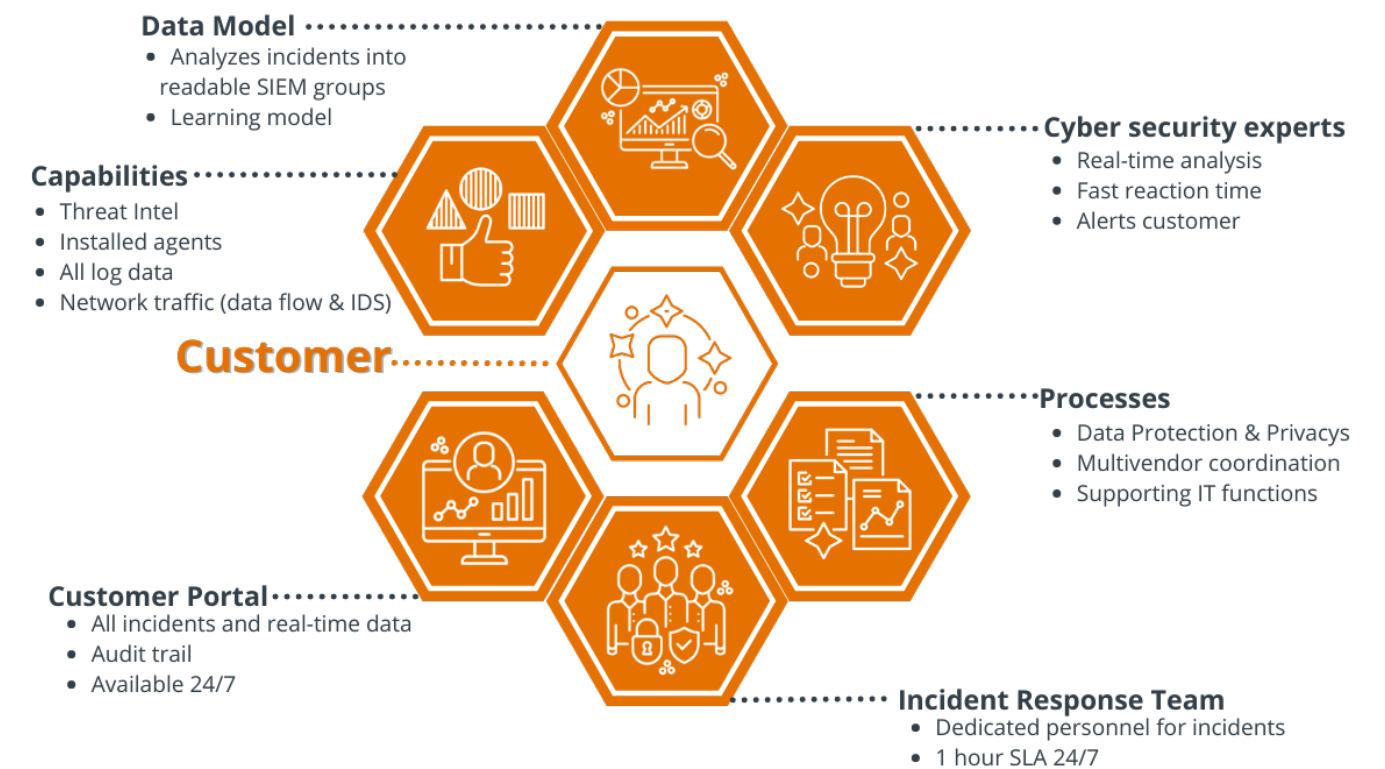 Data Model
• Analyzes incidents into
readable SIEM groups
• Learning model
Cyber security experts
• Real-time analysis
• Fast reaction time
• Alerts customer
Capabilities
• Threat Intel
• Installed agents
• All log data
• Network traffic (data flow & IDS)
Customer
Processes
• Data Protection & Privacys
• Multivendor coordination
• Supporting IT functions
Customer Portal
• All incidents and real-time data
• Audit trail
• Available 24/7
Incident Response Team
• Dedicated personnel for incidents
• 1 hour SLA 24/7